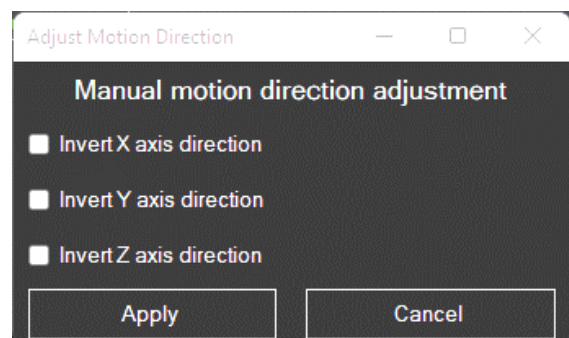 Adjust Motion Direction
Manual motion direction adjustment
Invert X axis direction
Invert Y axis direction
Invert Z axis direction
Apply Cancel